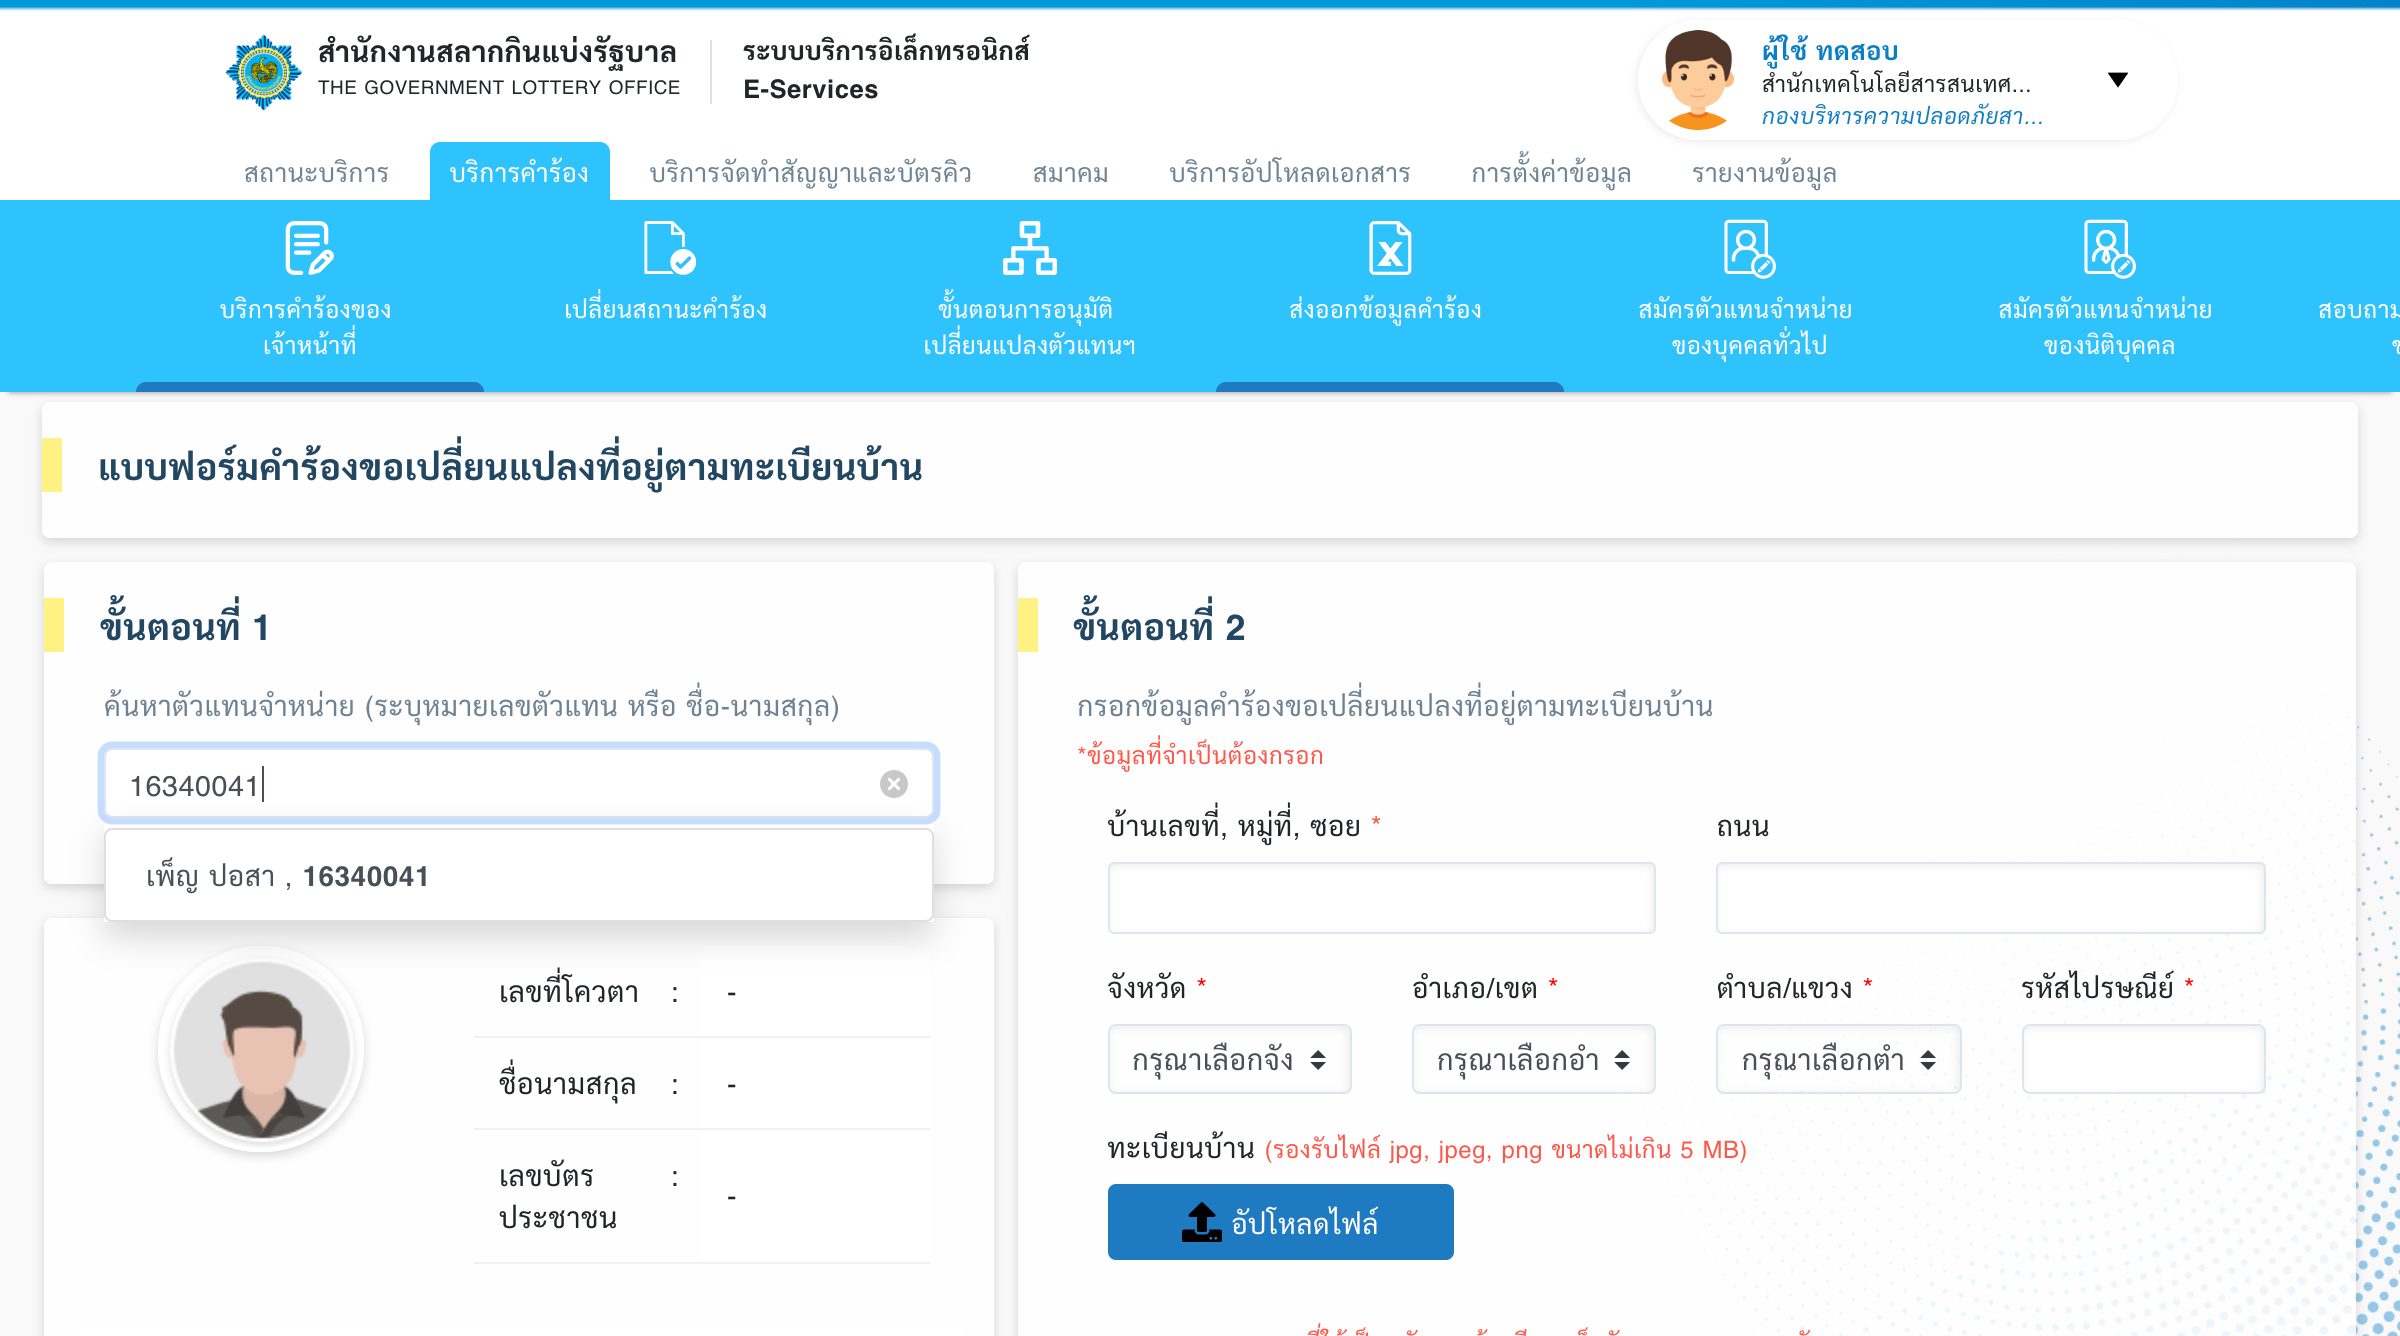 สำนักงานสลากกินแบ่งรัฐบาล
THE GOVERNMENT LOTTERY OFFICE
ระบบบริการอิเล็กทรอนิกส์
E-Services
ผู้ใช้ ทดสอบ
สำนักเทคโนโลยีสารสนเทศ...
กองบริหารความปลอดภัยสา...
สถานะบริการ บริการคำร้อง บริการจัดทำสัญญาและบัตรคิว สมาคม บริการอัปโหลดเอกสาร การตั้งค่าข้อมูล รายงานข้อมูล
บริการคำร้องของ
เจ้าหน้าที่
เปลี่ยนสถานะคำร้อง
ขั้นตอนการอนุมัติ
เปลี่ยนแปลงตัวแทนฯ
ส่งออกข้อมูลคำร้อง
สมัครตัวแทนจำหน่าย
ของบุคคลทั่วไป
สมัครตัวแทนจำหน่าย
ของนิติบุคคล
แบบฟอร์มคำร้องขอเปลี่ยนแปลงที่อยู่ตามทะเบียนบ้าน
ขั้นตอนที่ 1
ค้นหาตัวแทนจำหน่าย (ระบุหมายเลขตัวแทน หรือ ชื่อ-นามสกุล)
16340041
เพ็ญ ปอสา , 16340041
เลขที่โควตา : -
ชื่อนามสกุล : -
เลขบัตร : -
ประชาชน
ขั้นตอนที่ 2
กรอกข้อมูลคำร้องขอเปลี่ยนแปลงที่อยู่ตามทะเบียนบ้าน
*ข้อมูลที่จำเป็นต้องกรอก
บ้านเลขที่, หมู่ที่, ซอย * ถนน
จังหวัด * อำเภอ/เขต * ตำบล/แขวง * รหัสไปรษณีย์ *
กรุณาเลือกจัง กรุณาเลือกอำ กรุณาเลือกตำ
ทะเบียนบ้าน (รองรับไฟล์ jpg, jpeg, png ขนาดไม่เกิน 5 MB)
อัปโหลดไฟล์